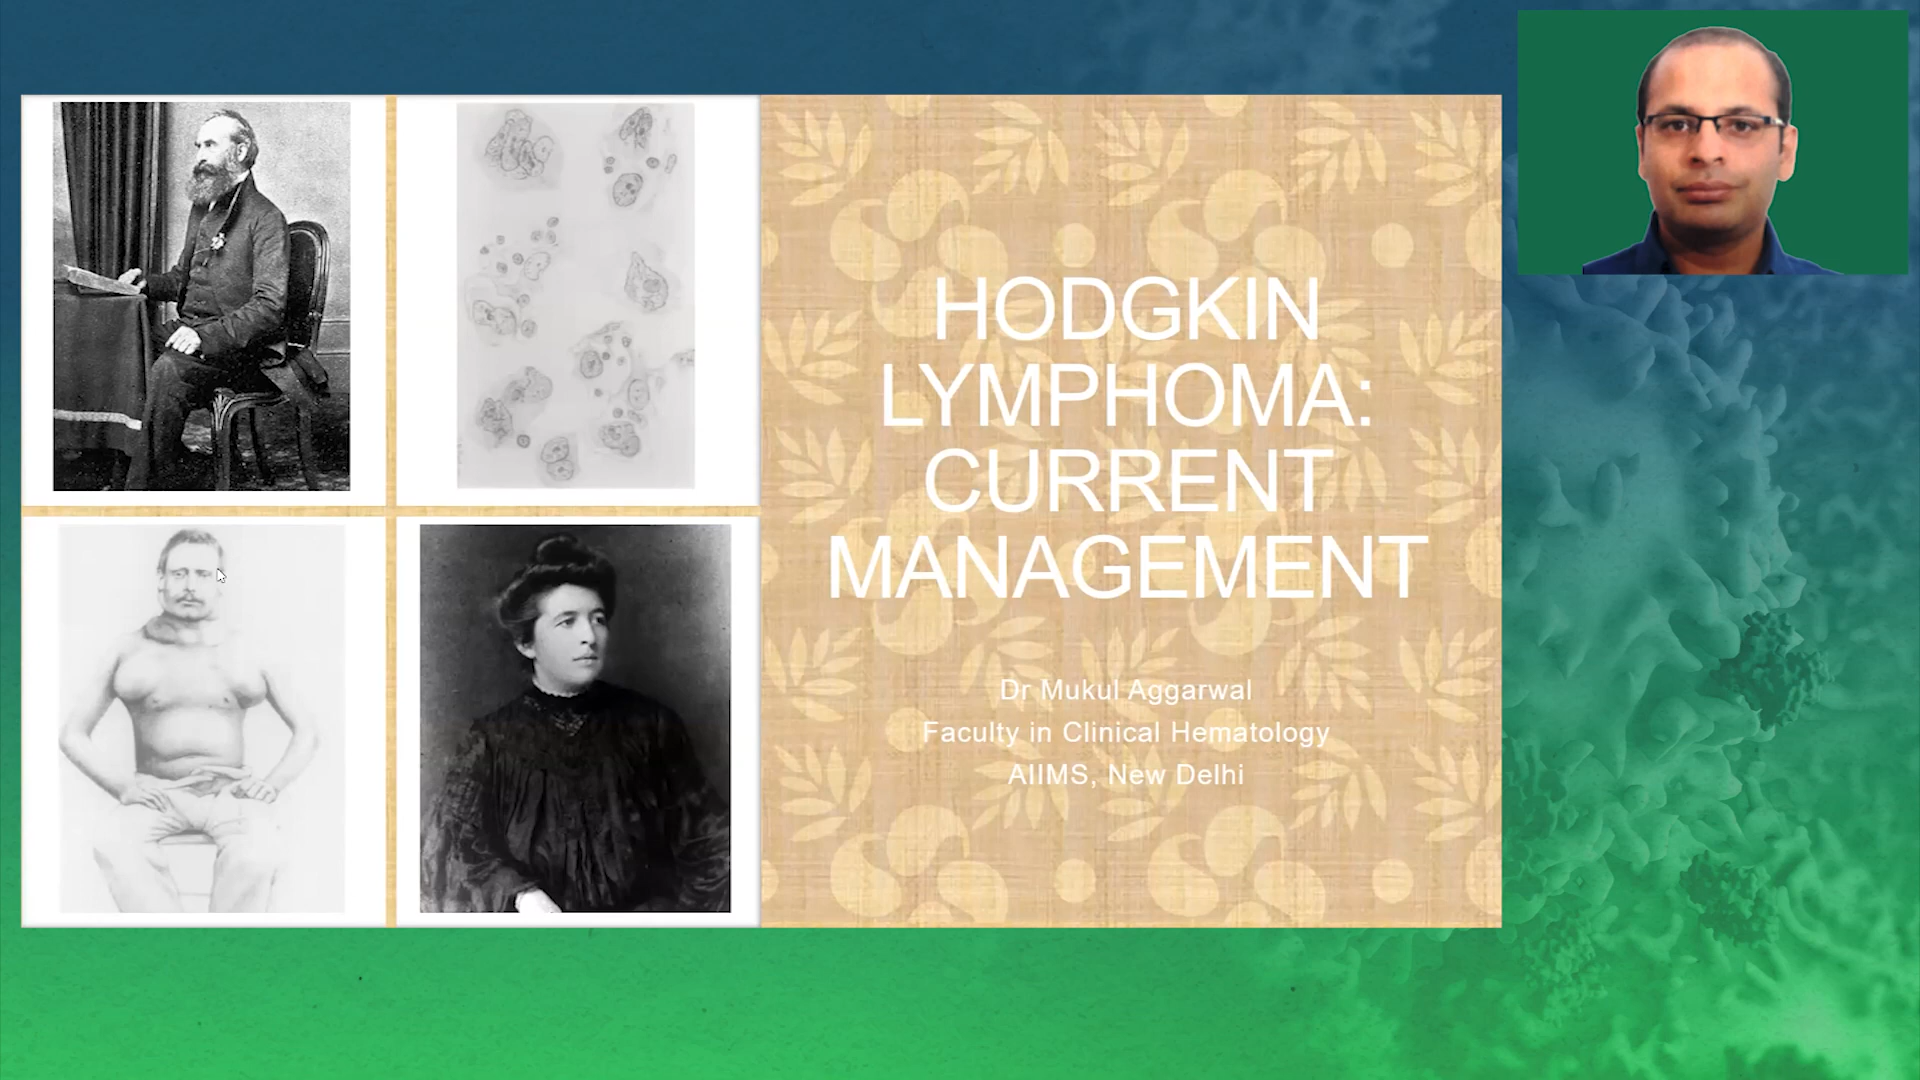 HODGKIN
LYMPHOMA:
CURRENT
MANAGEMENT
Dr Mukul Aggarwal
Faculty in Clinical Hematology
AIIMS, New Delhi